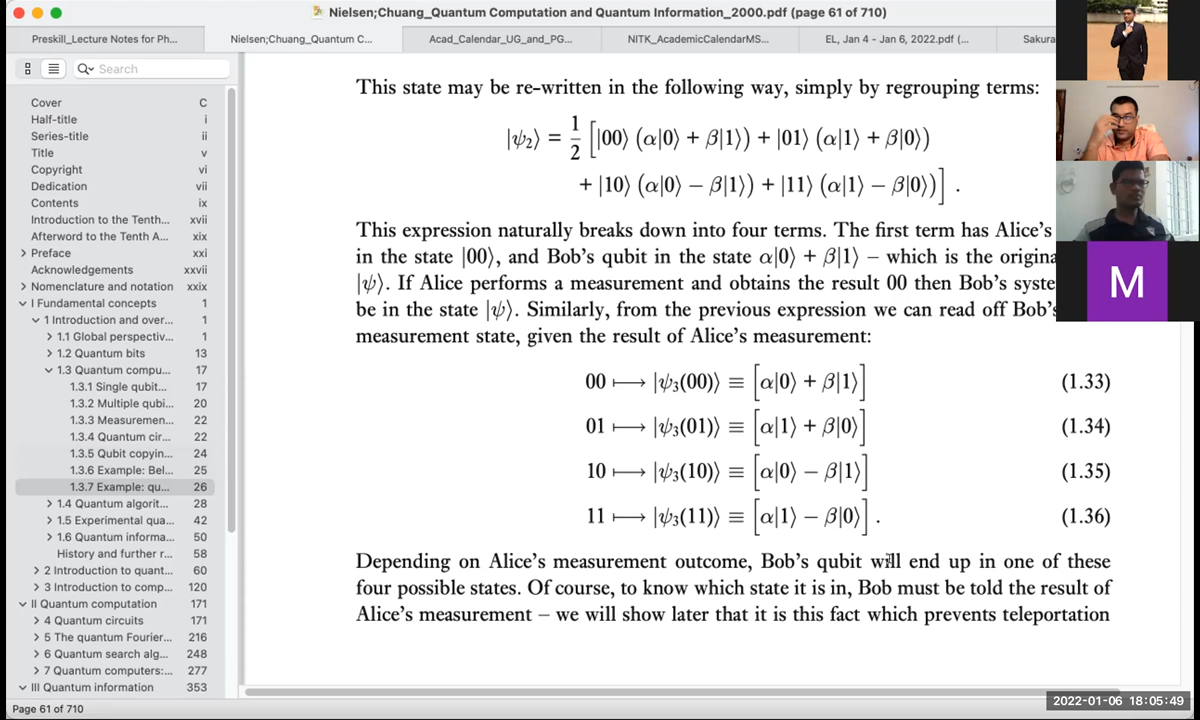 Nielsen;Chuang_Quantum Computation and Quantum Information_2000.pdf (page 61 of 710)
Preskill_Lecture Notes for Ph...
Nielsen;Chuang_Quantum C...
Acad_Calendar_UG_and_PG...
NITK_AcademicCalendarMS...
EL, Jan 4 - Jan 6, 2022.pdf (...
Sakura
Search
Cover C
Half-title i
Series-title ii
Title v
Copyright vi
Dedication vii
Contents ix
Introduction to the Tenth... xvii
Afterword to the Tenth A... xix
Preface xxi
Acknowledgements xxvii
Nomenclature and notation xxix
I Fundamental concepts 1
1 Introduction and over... 1
1.1 Global perspectiv... 1
1.2 Quantum bits 13
1.3 Quantum compu... 17
1.3.1 Single qubit... 17
1.3.2 Multiple qubi... 20
1.3.3 Measuremen... 22
1.3.4 Quantum cir... 22
1.3.5 Qubit copyin... 24
1.3.6 Example: Bel... 25
1.3.7 Example: qu... 26
1.4 Quantum algorit... 28
1.5 Experimental qua... 42
1.6 Quantum informa... 50
History and further r... 58
2 Introduction to quant... 60
3 Introduction to comp... 120
II Quantum computation 171
4 Quantum circuits 171
5 The quantum Fourier... 216
6 Quantum search alg... 248
7 Quantum computers:... 277
III Quantum information 353
Page 61 of 710
This state may be re-written in the following way, simply by regrouping terms:
|ψ₂⟩ = 1/2 [|00⟩ (α|0⟩ + β|1⟩) + |01⟩ (α|1⟩ + β|0⟩)
+ |10⟩ (α|0⟩ − β|1⟩) + |11⟩ (α|1⟩ − β|0⟩)] .
This expression naturally breaks down into four terms. The first term has Alice's
in the state |00⟩, and Bob's qubit in the state α|0⟩ + β|1⟩ – which is the origina
|ψ⟩. If Alice performs a measurement and obtains the result 00 then Bob's syste
be in the state |ψ⟩. Similarly, from the previous expression we can read off Bob's
measurement state, given the result of Alice's measurement:
00 ⟼ |ψ₃(00)⟩ ≡ [α|0⟩ + β|1⟩] (1.33)
01 ⟼ |ψ₃(01)⟩ ≡ [α|1⟩ + β|0⟩] (1.34)
10 ⟼ |ψ₃(10)⟩ ≡ [α|0⟩ − β|1⟩] (1.35)
11 ⟼ |ψ₃(11)⟩ ≡ [α|1⟩ − β|0⟩] . (1.36)
Depending on Alice's measurement outcome, Bob's qubit will end up in one of these
four possible states. Of course, to know which state it is in, Bob must be told the result of
Alice's measurement – we will show later that it is this fact which prevents teleportation
M
2022-01-06 18:05:49